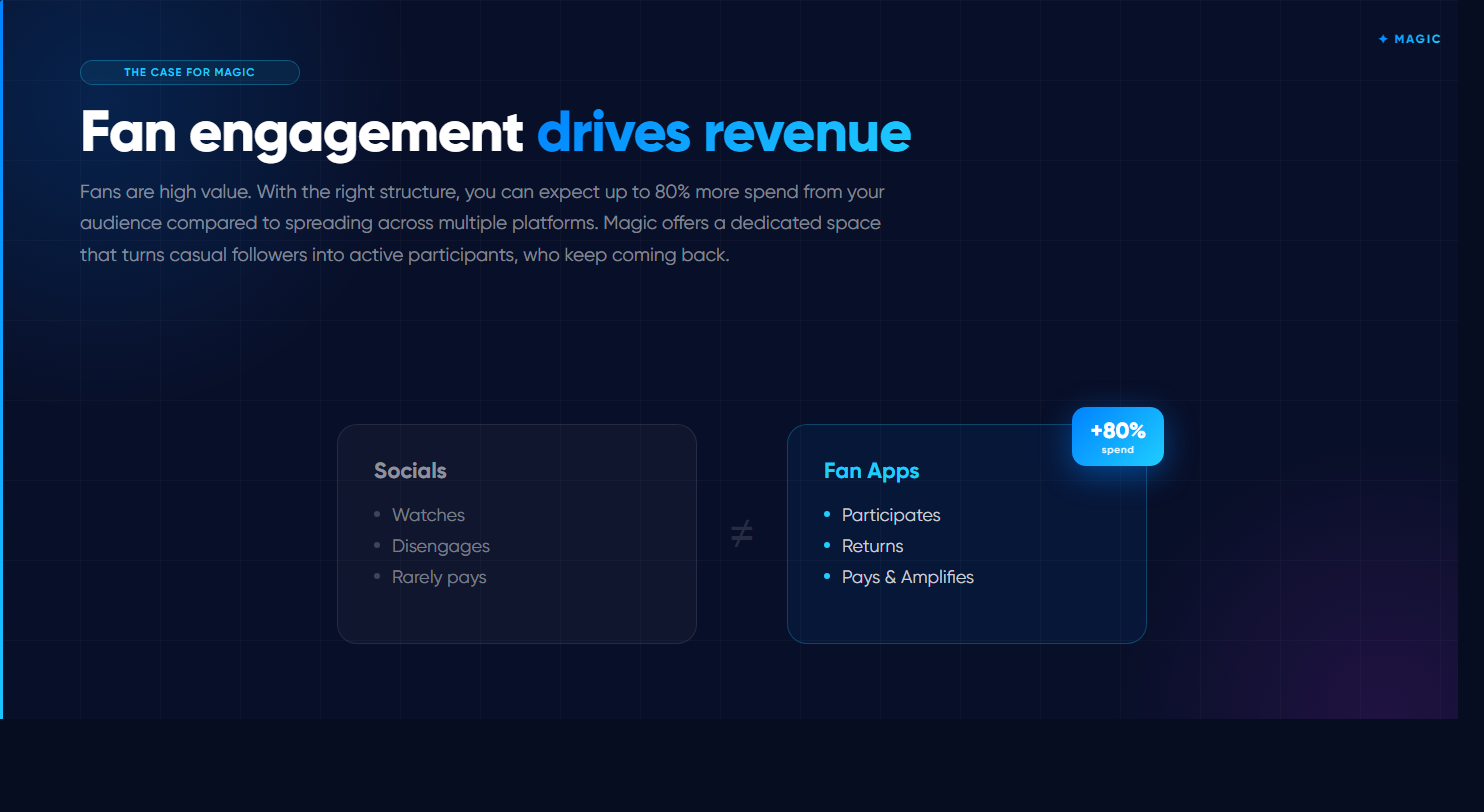 ✦ MAGIC
THE CASE FOR MAGIC
Fan engagement drives revenue
Fans are high value. With the right structure, you can expect up to 80% more spend from your
audience compared to spreading across multiple platforms. Magic offers a dedicated space
that turns casual followers into active participants, who keep coming back.
Socials
• Watches
• Disengages
• Rarely pays
≠
+80%
spend
Fan Apps
• Participates
• Returns
• Pays & Amplifies